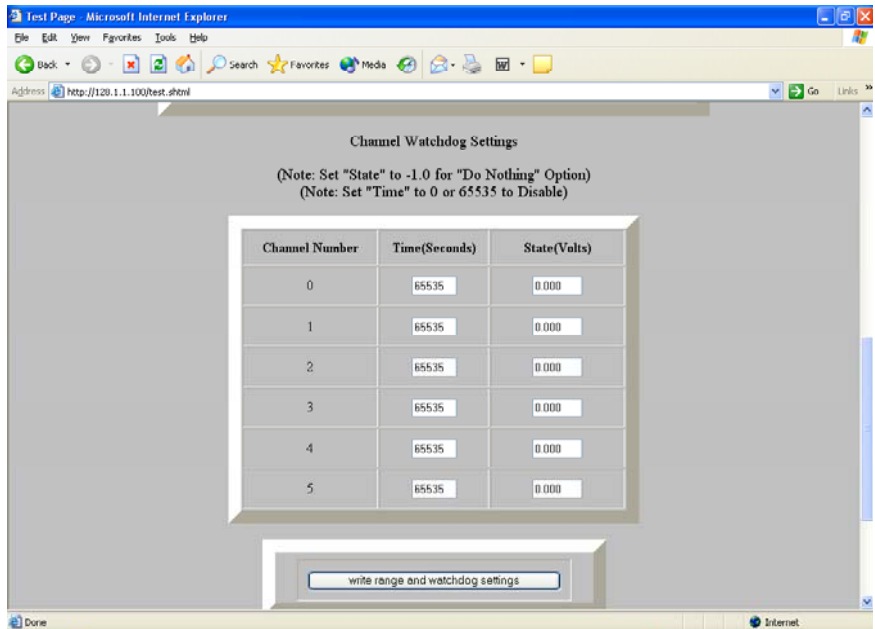 Test Page - Microsoft Internet Explorer
File Edit View Favorites Tools Help
Back Search Favorites Media W
Address http://128.1.1.100/test.shtml Go Links »
Channel Watchdog Settings
(Note: Set "State" to -1.0 for "Do Nothing" Option)
(Note: Set "Time" to 0 or 65535 to Disable)
Channel Number Time(Seconds) State(Volts)
0 65535 0.000
1 65535 0.000
2 65535 0.000
3 65535 0.000
4 65535 0.000
5 65535 0.000
write range and watchdog settings
Done Internet